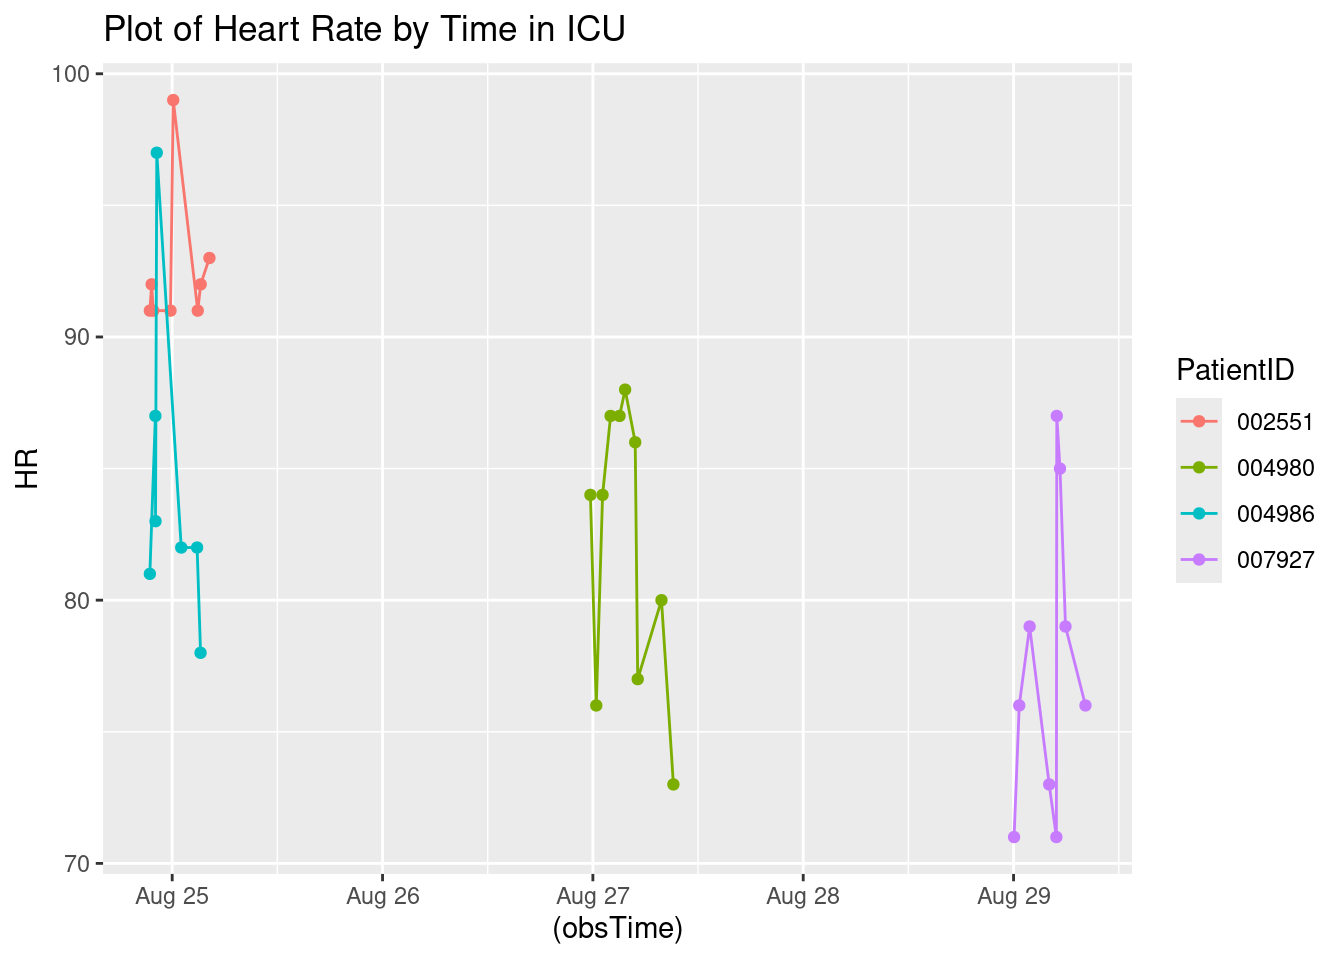 Plot of Heart Rate by Time in ICU
100
90
80
70
HR
Aug 25 Aug 26 Aug 27 Aug 28 Aug 29
(obsTime)
PatientID
002551
004980
004986
007927